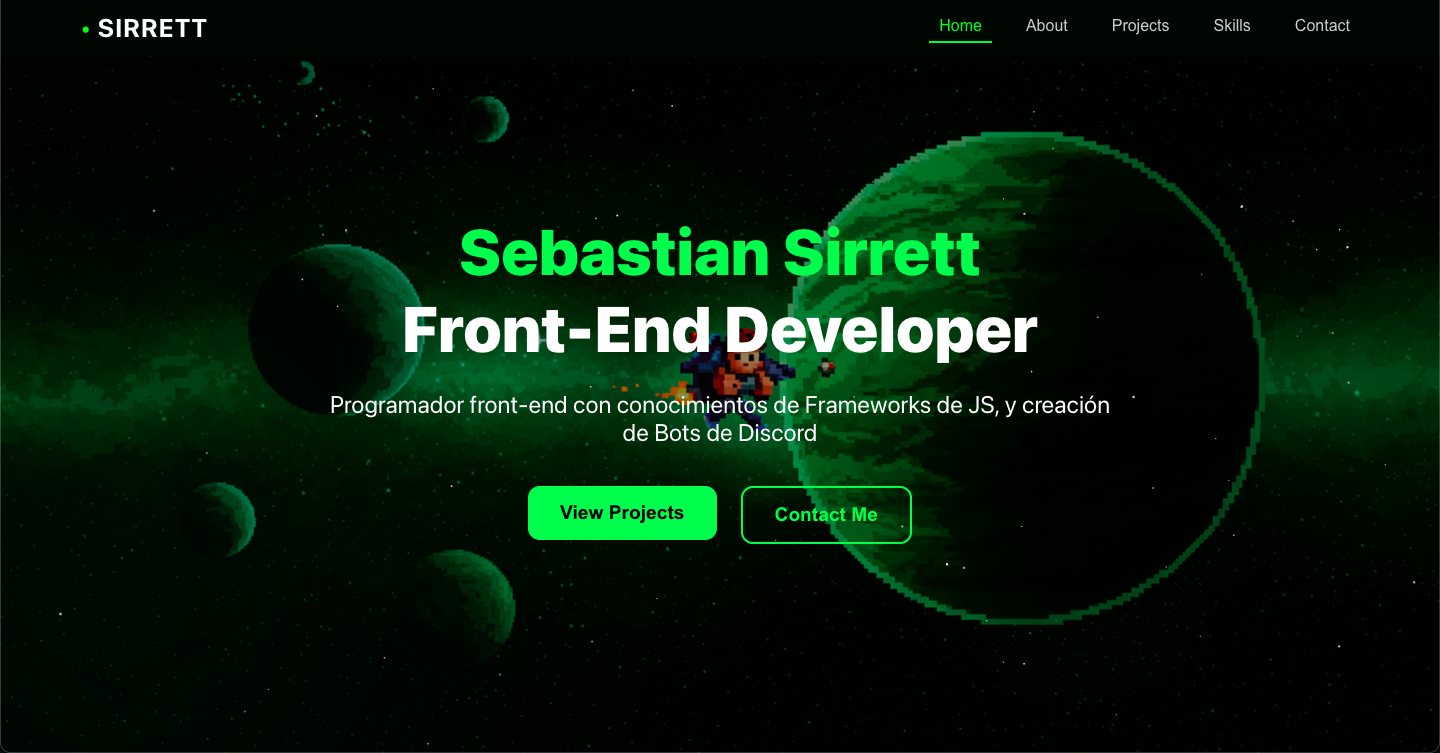 • SIRRETT
Home About Projects Skills Contact
Sebastian Sirrett
Front-End Developer
Programador front-end con conocimientos de Frameworks de JS, y creación
de Bots de Discord
View Projects Contact Me